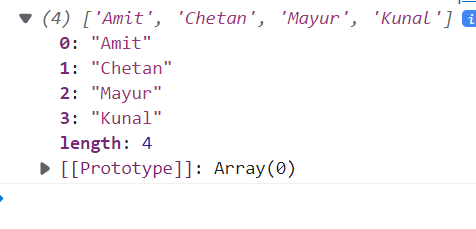 (4) ['Amit', 'Chetan', 'Mayur', 'Kunal'] i
0: "Amit"
1: "Chetan"
2: "Mayur"
3: "Kunal"
length: 4
[[Prototype]]: Array(0)